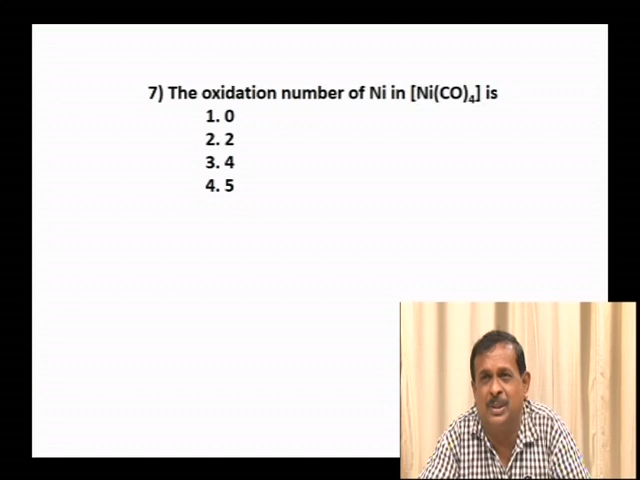 7) The oxidation number of Ni in [Ni(CO)₄] is
1. 0
2. 2
3. 4
4. 5